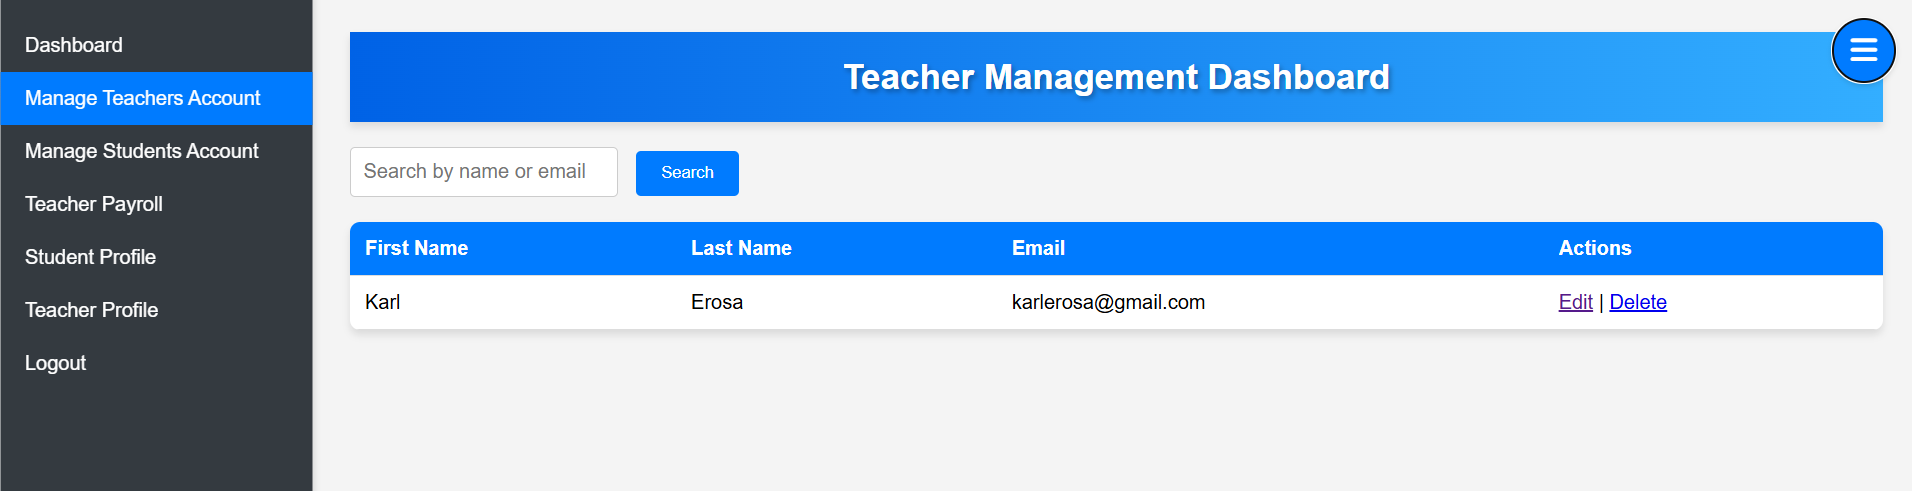 Dashboard
Manage Teachers Account
Manage Students Account
Teacher Payroll
Student Profile
Teacher Profile
Logout
Teacher Management Dashboard
Search by name or email
Search
First Name Last Name Email Actions
Karl Erosa karlerosa@gmail.com Edit | Delete